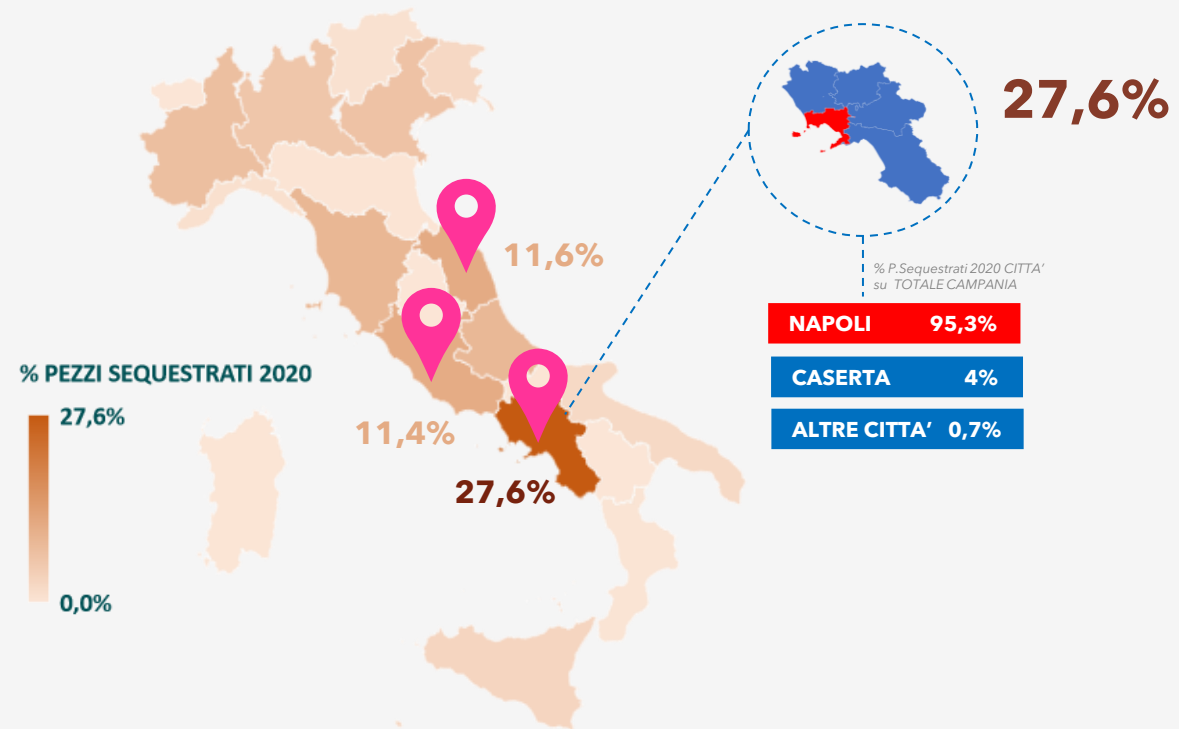 27,6%
11,6%
% P.Sequestrati 2020 CITTA'
su TOTALE CAMPANIA
NAPOLI 95,3%
% PEZZI SEQUESTRATI 2020
CASERTA 4%
27,6%
11,4%
ALTRE CITTA' 0,7%
27,6%
0,0%